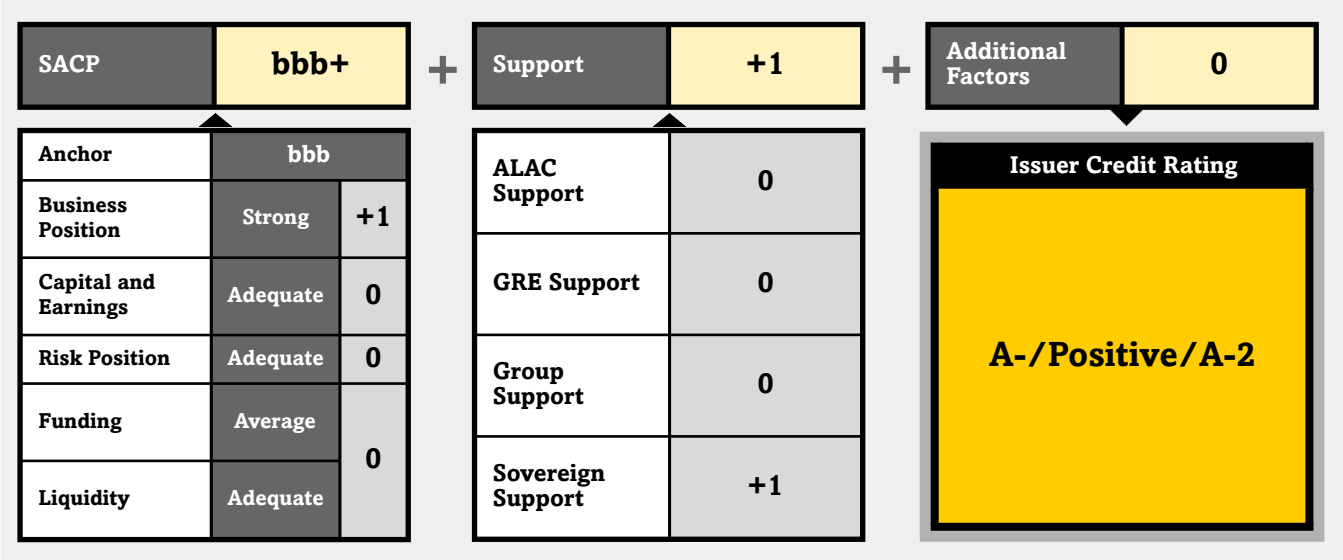 SACP bbb+ + Support +1 + Additional
Factors 0
Anchor bbb
Business
Position Strong +1
Capital and
Earnings Adequate 0
Risk Position Adequate 0
Funding Average 0
Liquidity Adequate
ALAC
Support 0
GRE Support 0
Group
Support 0
Sovereign
Support +1
Issuer Credit Rating
A-/Positive/A-2